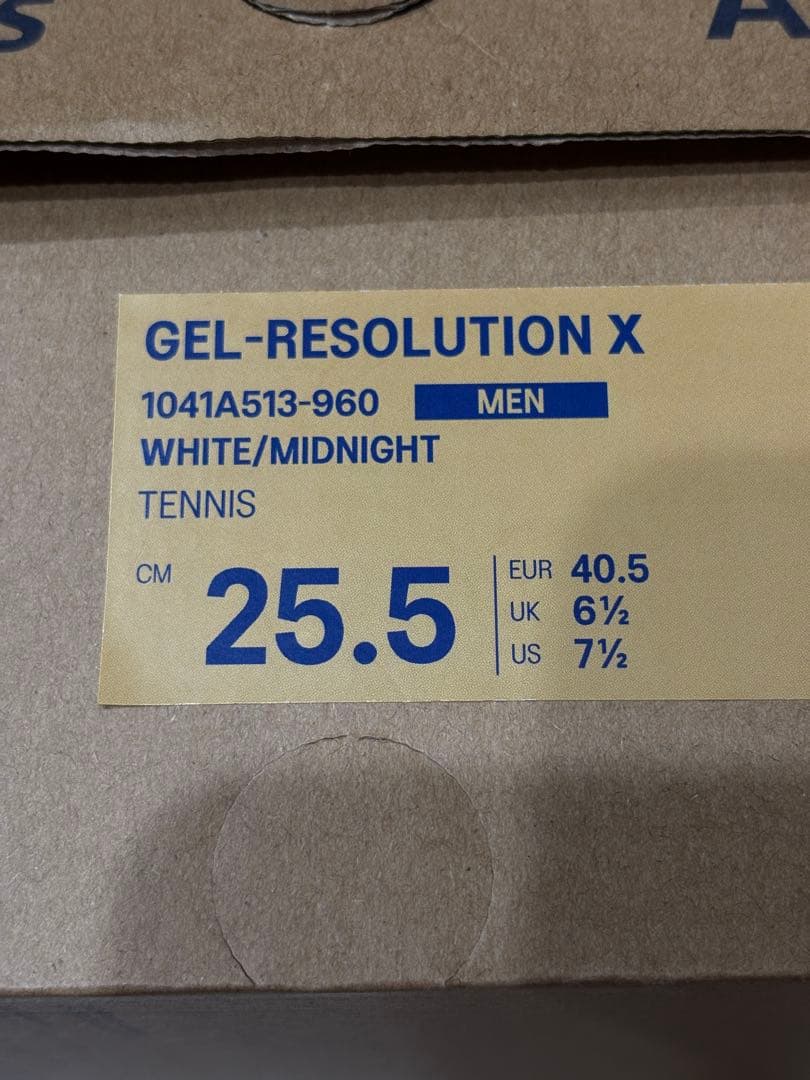 GEL-RESOLUTION X
1041A513-960 MEN
WHITE/MIDNIGHT
TENNIS
CM 25.5
EUR 40.5
UK 6½
US 7½